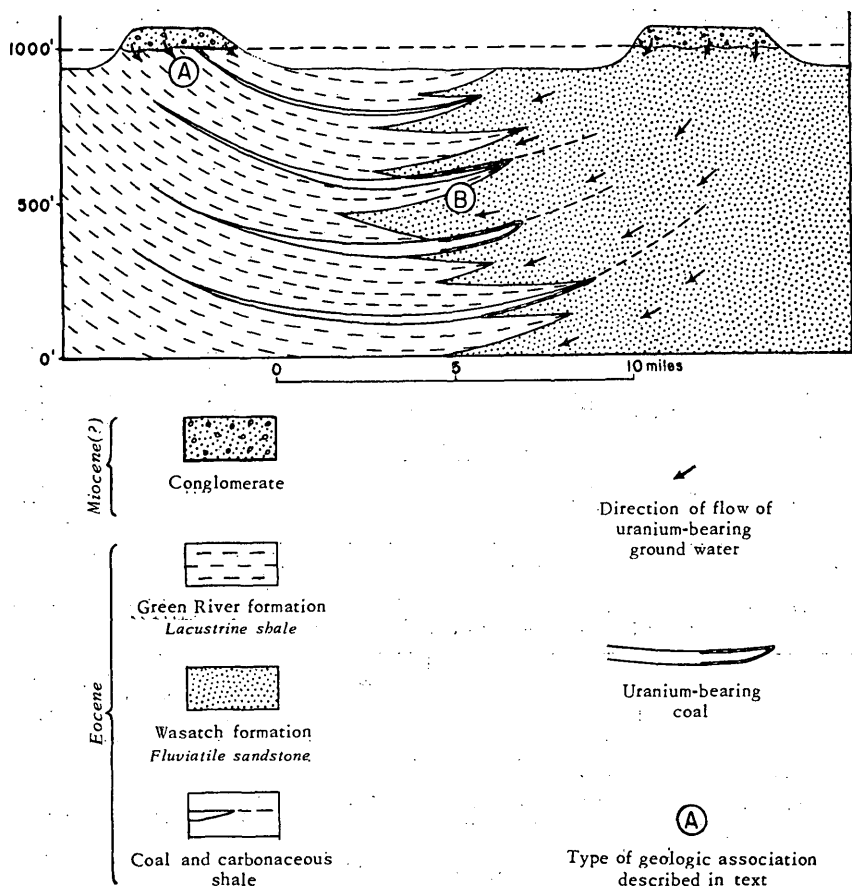 1000'
A
B
500'
0'
0
5
10 miles
Miocene(?)
Conglomerate
Direction of flow of
uranium-bearing
ground water
Eocene
Green River formation
Lacustrine shale
Wasatch formation
Fluviatile sandstone
Uranium-bearing
coal
Coal and carbonaceous
shale
A
Type of geologic association
described in text